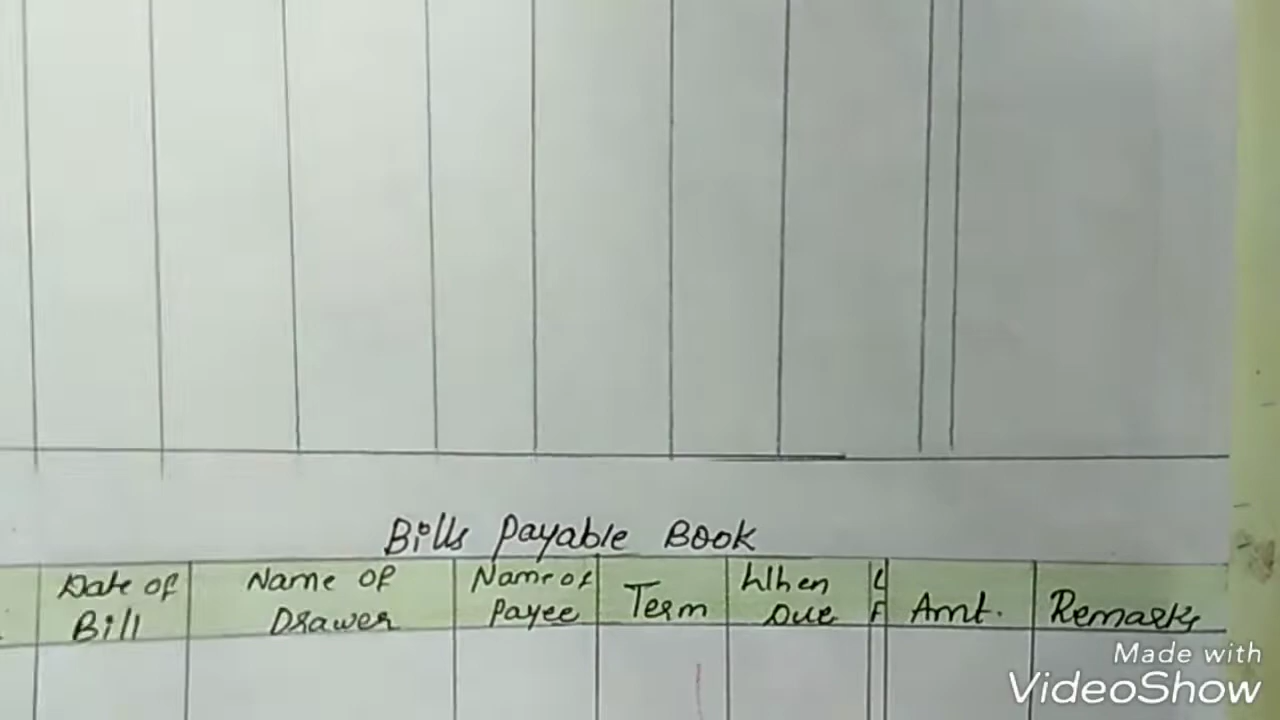 Bills Payable Book
Date of Bill
Name of Drawer
Name of Payee
Term
When Due
L F
Amt.
Remarks
Made with
VideoShow